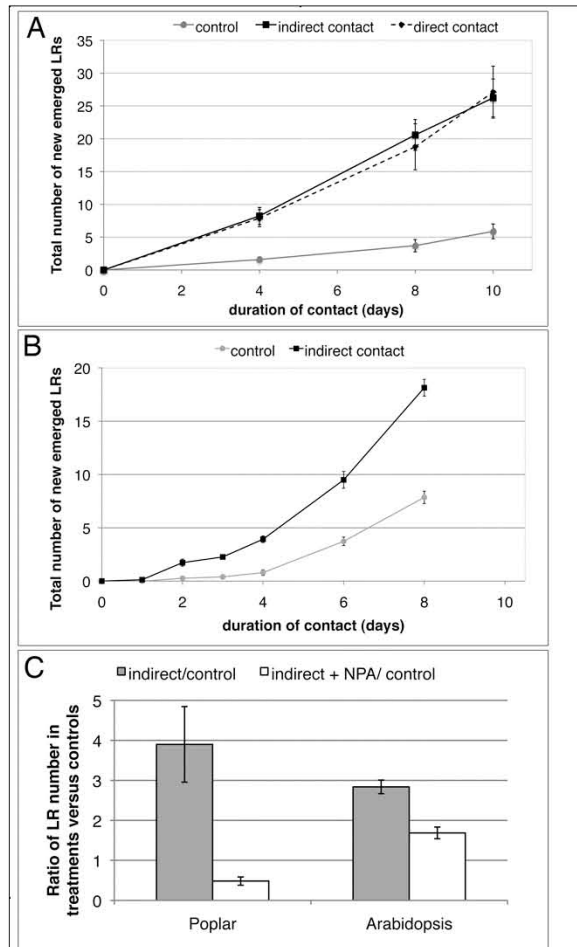 A
control indirect contact direct contact
Total number of new emerged LRs
35
30
25
20
15
10
5
0
0 2 4 6 8 10
duration of contact (days)
B
control indirect contact
Total number of new emerged LRs
20
15
10
5
0
0 2 4 6 8 10
duration of contact (days)
C
indirect/control indirect + NPA/ control
Ratio of LR number in
treatments versus controls
5
4
3
2
1
0
Poplar Arabidopsis